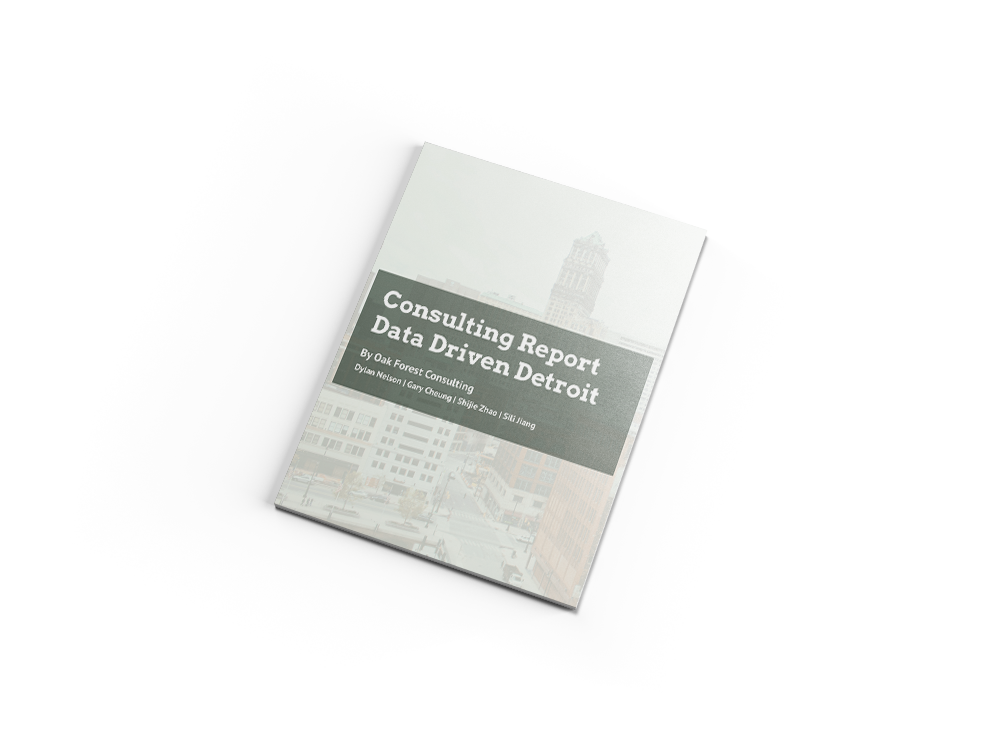 Consulting Report
Data Driven Detroit
By Oak Forest Consulting
Dylan Nelson | Gary Cheung | Shijie Zhao | Sili Jiang